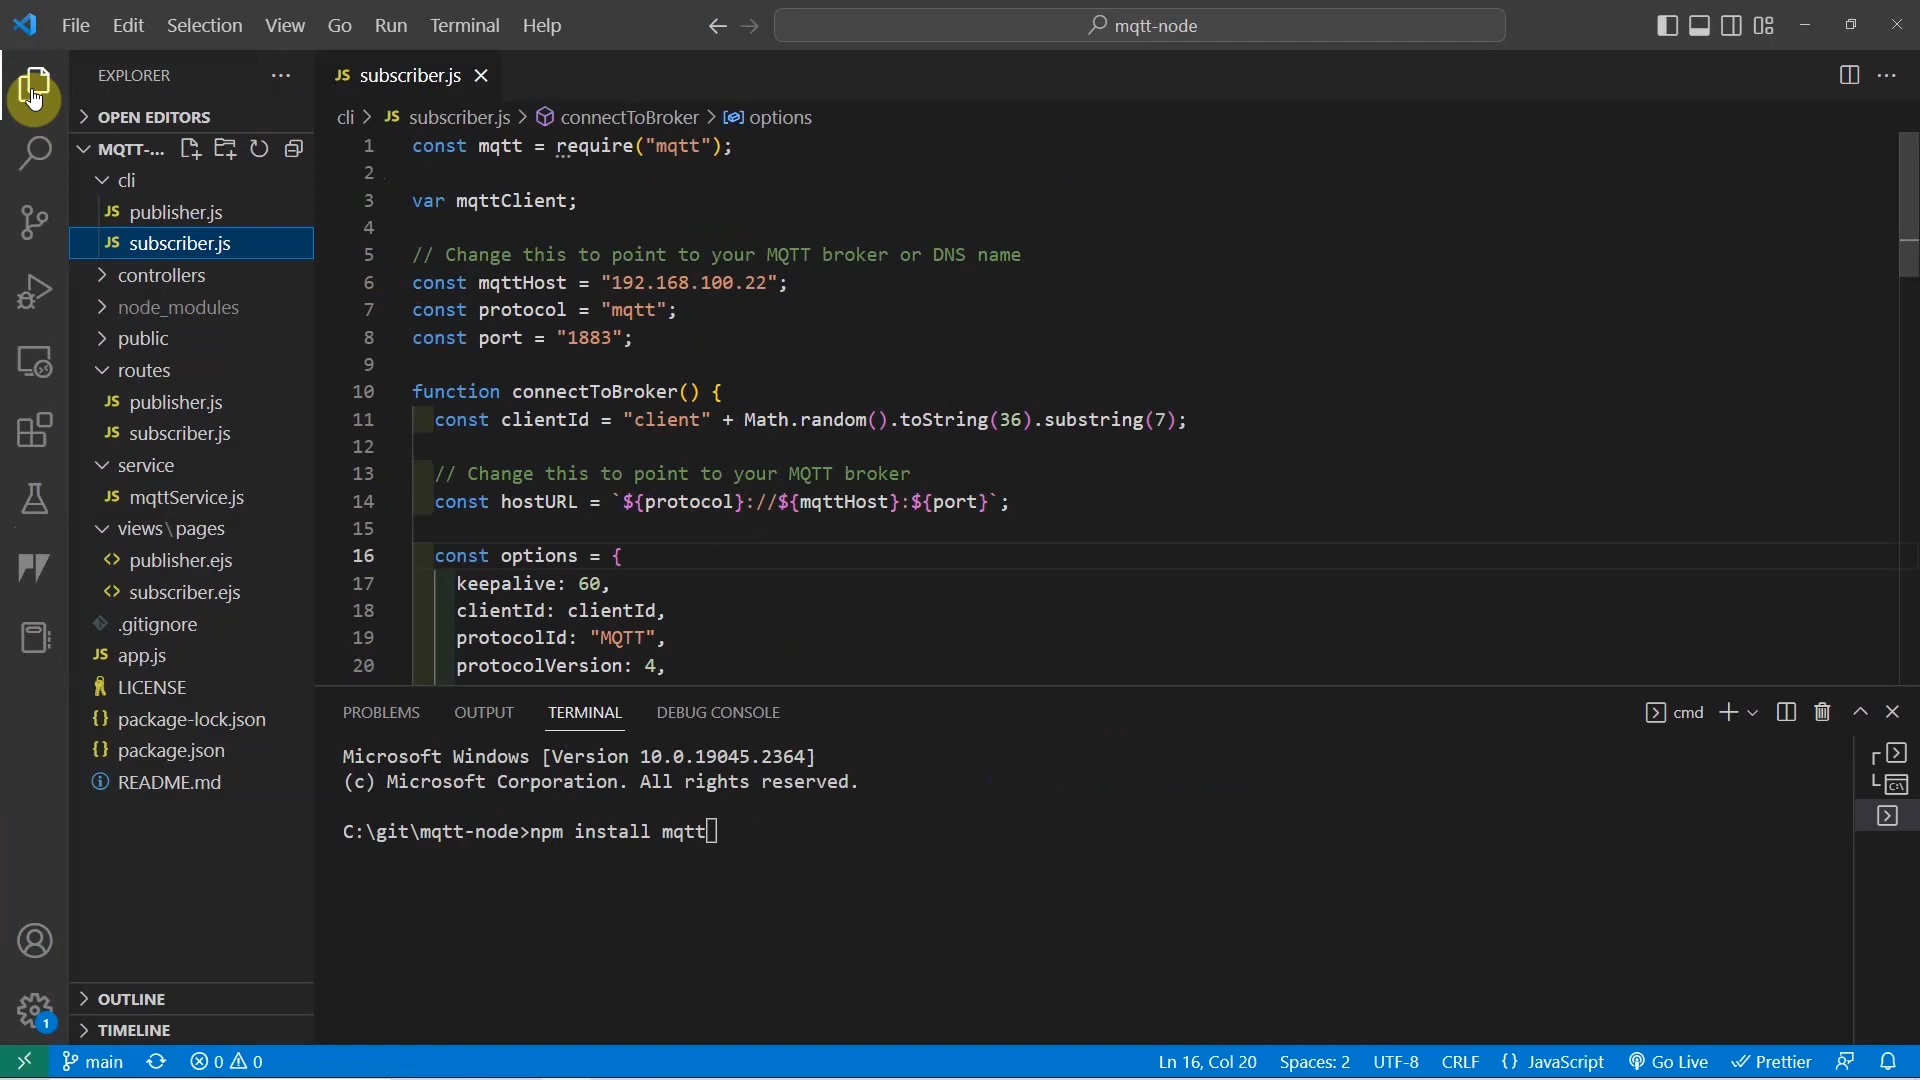 File Edit Selection View Go Run Terminal Help
mqtt-node
EXPLORER
OPEN EDITORS
MQTT-...
cli
JS publisher.js
JS subscriber.js
controllers
node_modules
public
routes
JS publisher.js
JS subscriber.js
service
JS mqttService.js
views\pages
<> publisher.ejs
<> subscriber.ejs
.gitignore
JS app.js
LICENSE
{} package-lock.json
{} package.json
README.md
OUTLINE
TIMELINE
JS subscriber.js
cli > JS subscriber.js > connectToBroker > options
1 const mqtt = require("mqtt");
2
3 var mqttClient;
4
5 // Change this to point to your MQTT broker or DNS name
6 const mqttHost = "192.168.100.22";
7 const protocol = "mqtt";
8 const port = "1883";
9
10 function connectToBroker() {
11 const clientId = "client" + Math.random().toString(36).substring(7);
12
13 // Change this to point to your MQTT broker
14 const hostURL = `${protocol}://${mqttHost}:${port}`;
15
16 const options = {
17 keepalive: 60,
18 clientId: clientId,
19 protocolId: "MQTT",
20 protocolVersion: 4,
PROBLEMS OUTPUT TERMINAL DEBUG CONSOLE
cmd
Microsoft Windows [Version 10.0.19045.2364]
(c) Microsoft Corporation. All rights reserved.
C:\git\mqtt-node>npm install mqtt
1
main 0 0 Ln 16, Col 20 Spaces: 2 UTF-8 CRLF {} JavaScript Go Live Prettier